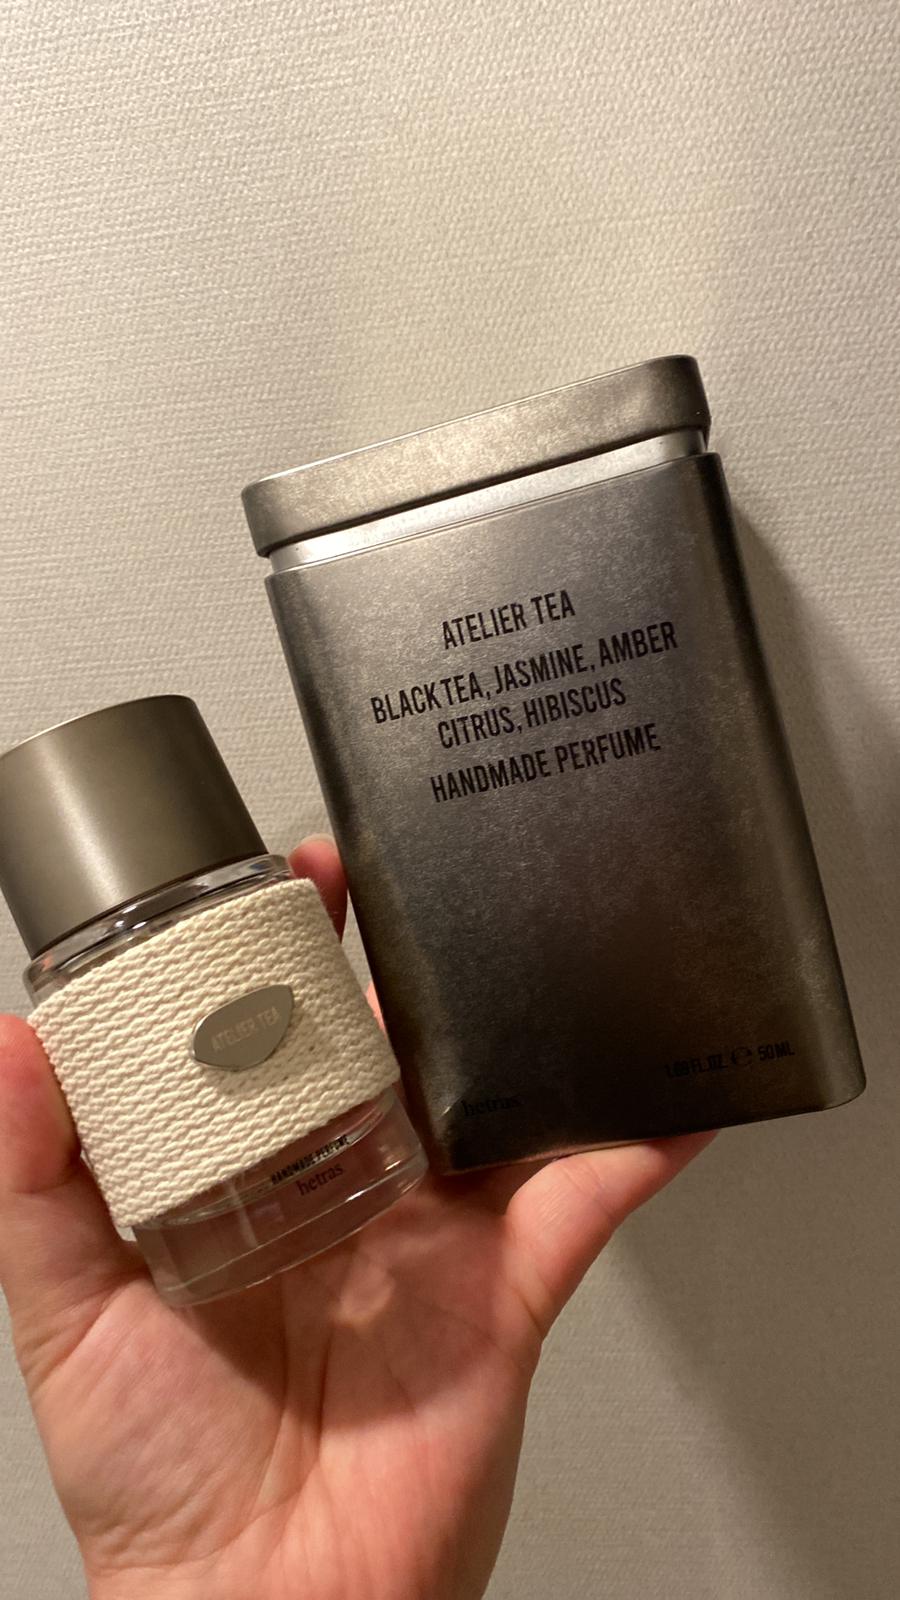 ATELIER TEA
BLACK TEA, JASMINE, AMBER
CITRUS, HIBISCUS
HANDMADE PERFUME
hetras
1.69 FL.OZ. ℮ 50 ML
ATELIER TEA
HANDMADE PERFUME
hetras